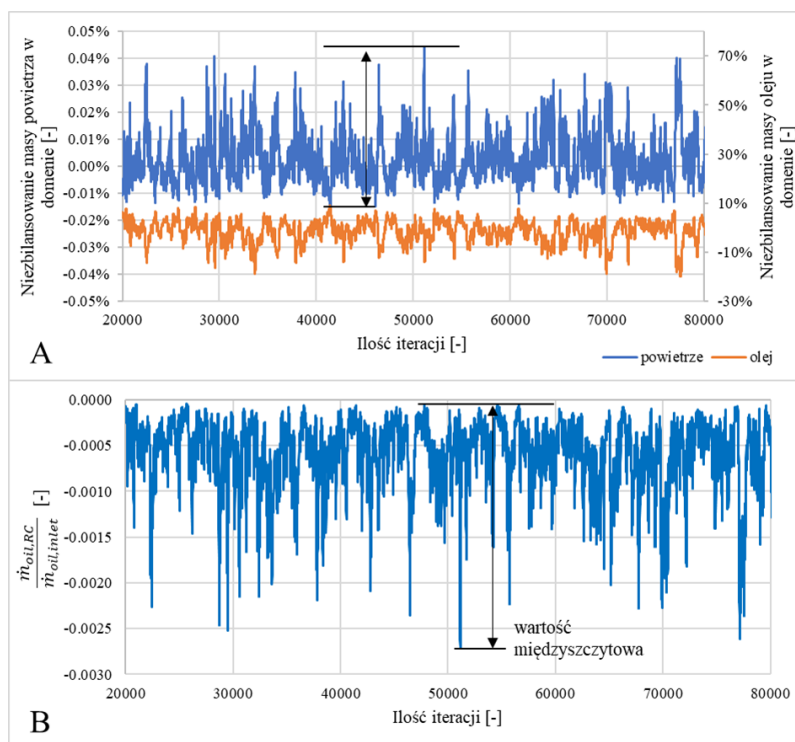 Niezbilansowanie masy powietrza w
domenie [-]
0.05%
0.04%
0.03%
0.02%
0.01%
0.00%
-0.01%
-0.02%
-0.03%
-0.04%
0.05%
70%
50%
30%
10%
-10%
-30%
Niezbilansowanie masy oleju w
domenie [-]
20000 30000 40000 50000 60000 70000 80000
Ilość iteracji [-]
A
powietrze olej
ṁoil,RC
ṁoil,inlet
[-]
0.0000
-0.0005
-0.0010
-0.0015
-0.0020
-0.0025
-0.0030
wartość
międzyszczytowa
20000 30000 40000 50000 60000 70000 80000
Ilość iteracji [-]
B